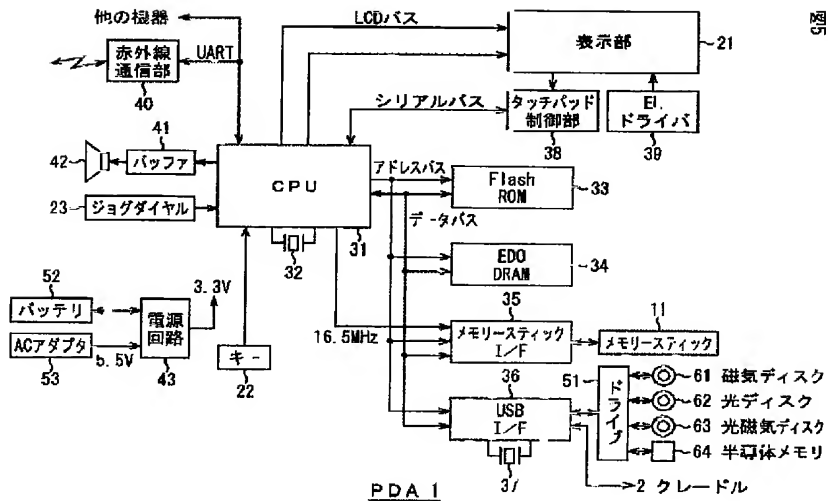 図5
他の機器
LCDバス
表示部
21
赤外線
通信部
40
UART
シリアルバス
タッチパッド
制御部
38
EL
ドライバ
39
41
42
バッファ
CPU
31
アドレスバス
Flash
ROM
33
23
ジョグダイヤル
データバス
32
EDO
DRAM
34
52
バッテリ
3.3V
電源
回路
43
ACアダプタ
53
5.5V
キー
22
16.5MHz
35
メモリースティック
I/F
11
メモリースティック
36
USB
I/F
37
51
ドライブ
61 磁気ディスク
62 光ディスク
63 光磁気ディスク
64 半導体メモリ
2 クレードル
PDA 1